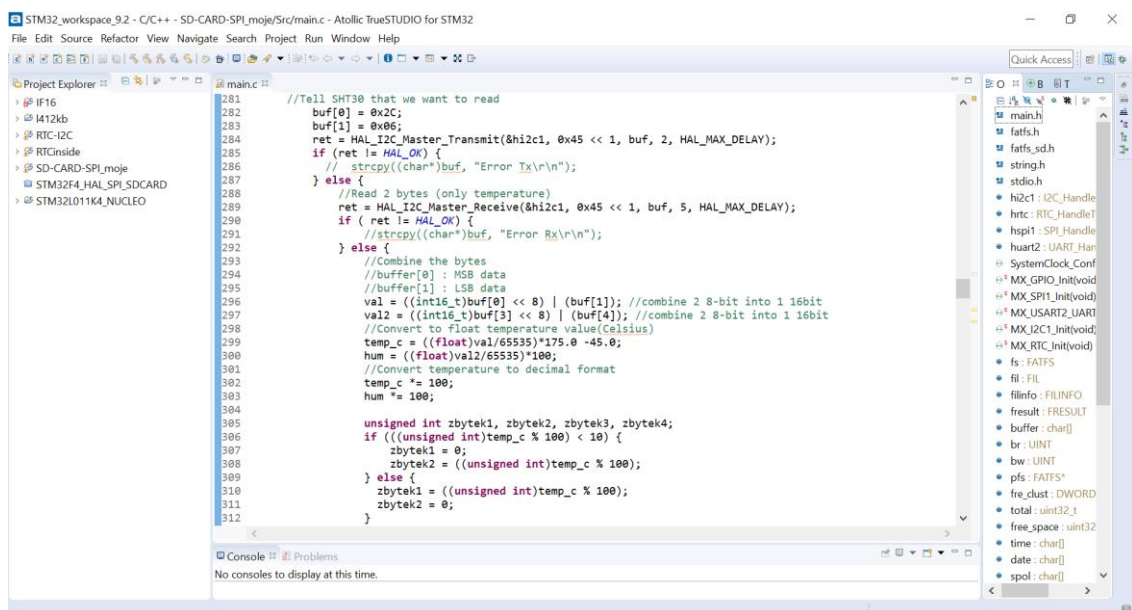 STM32_workspace_9.2 - C/C++ - SD-CARD-SPI_moje/Src/main.c - Atollic TrueSTUDIO for STM32
File Edit Source Refactor View Navigate Search Project Run Window Help
Quick Access
Project Explorer
IF16
l412kb
RTC-I2C
RTCinside
SD-CARD-SPI_moje
STM32F4_HAL_SPI_SDCARD
STM32L011K4_NUCLEO
main.c
281 //Tell SHT30 that we want to read
282 buf[0] = 0x2C;
283 buf[1] = 0x06;
284 ret = HAL_I2C_Master_Transmit(&hi2c1, 0x45 << 1, buf, 2, HAL_MAX_DELAY);
285 if (ret != HAL_OK) {
286 // strcpy((char*)buf, "Error Tx\r\n");
287 } else {
288 //Read 2 bytes (only temperature)
289 ret = HAL_I2C_Master_Receive(&hi2c1, 0x45 << 1, buf, 5, HAL_MAX_DELAY);
290 if ( ret != HAL_OK) {
291 //strcpy((char*)buf, "Error Rx\r\n");
292 } else {
293 //Combine the bytes
294 //buffer[0] : MSB data
295 //buffer[1] : LSB data
296 val = ((int16_t)buf[0] << 8) | (buf[1]); //combine 2 8-bit into 1 16bit
297 val2 = ((int16_t)buf[3] << 8) | (buf[4]); //combine 2 8-bit into 1 16bit
298 //Convert to float temperature value(Celsius)
299 temp_c = ((float)val/65535)*175.0 -45.0;
300 hum = ((float)val2/65535)*100;
301 //Convert temperature to decimal format
302 temp_c *= 100;
303 hum *= 100;
304
305 unsigned int zbytek1, zbytek2, zbytek3, zbytek4;
306 if (((unsigned int)temp_c % 100) < 10) {
307 zbytek1 = 0;
308 zbytek2 = ((unsigned int)temp_c % 100);
309 } else {
310 zbytek1 = ((unsigned int)temp_c % 100);
311 zbytek2 = 0;
312 }
Console Problems
No consoles to display at this time.
O B T
main.h
fatfs.h
fatfs_sd.h
string.h
stdio.h
hi2c1 : I2C_Handle
hrtc : RTC_HandleT
hspi1 : SPI_Handle
huart2 : UART_Han
SystemClock_Conf
MX_GPIO_Init(void
MX_SPI1_Init(void)
MX_USART2_UART
MX_I2C1_Init(void)
MX_RTC_Init(void)
fs : FATFS
fil : FIL
filinfo : FILINFO
fresult : FRESULT
buffer : char[]
br : UINT
bw : UINT
pfs : FATFS*
fre_clust : DWORD
total : uint32_t
free_space : uint32
time : char[]
date : char[]
spol : char[]